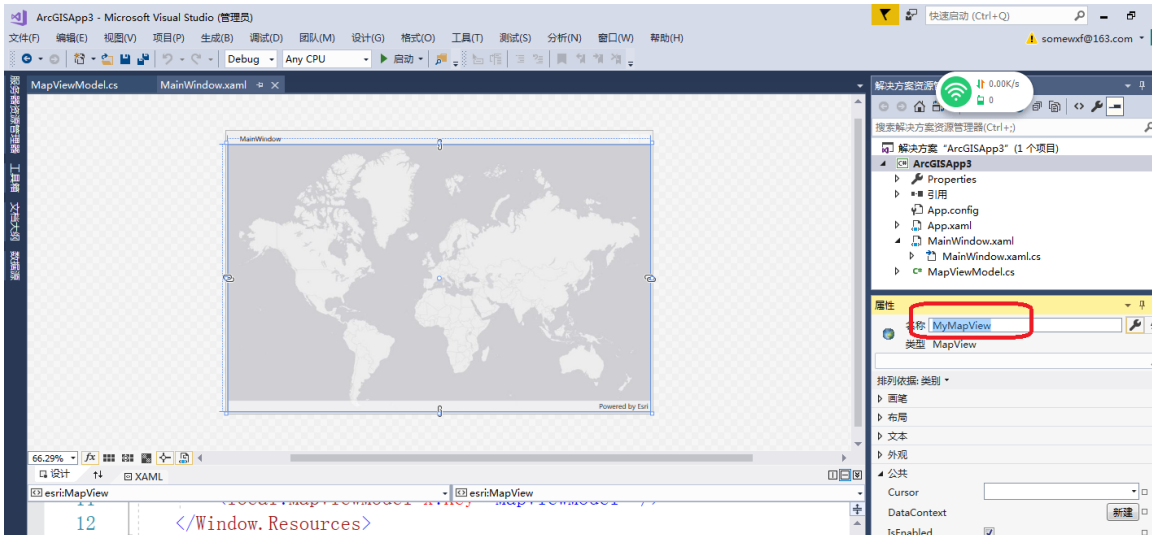 ArcGISApp3 - Microsoft Visual Studio (管理员)
快速启动 (Ctrl+Q)
文件(F) 编辑(E) 视图(V) 项目(P) 生成(B) 调试(D) 团队(M) 设计(G) 格式(O) 工具(T) 测试(S) 分析(N) 窗口(W) 帮助(H)
somewxf@163.com
Debug Any CPU 启动
服务器资源管理器
工具箱
文档大纲
数据源
MapViewModel.cs MainWindow.xaml
MainWindow
Powered by Esri
66.29%
设计 XAML
esri:MapView esri:MapView
12 </Window.Resources>
解决方案资源
0.00K/s
0
搜索解决方案资源管理器(Ctrl+;)
解决方案 "ArcGISApp3" (1 个项目)
ArcGISApp3
Properties
引用
App.config
App.xaml
MainWindow.xaml
MainWindow.xaml.cs
MapViewModel.cs
属性
名称 MyMapView
类型 MapView
排列依据: 类别
画笔
布局
文本
外观
公共
Cursor
DataContext 新建
IsEnabled